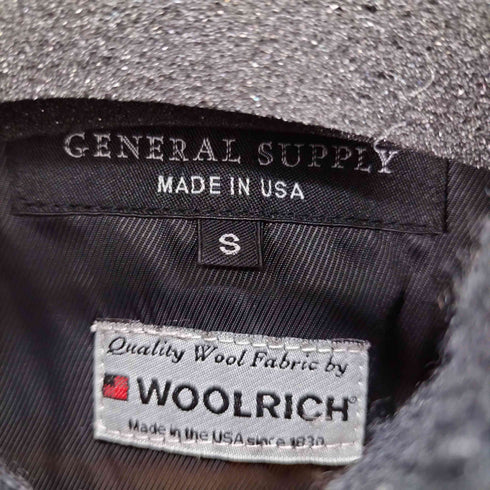 GENERAL SUPPLY
MADE IN USA
S
Quality Wool Fabric by
WOOLRICH®
Made in the USA since 1830